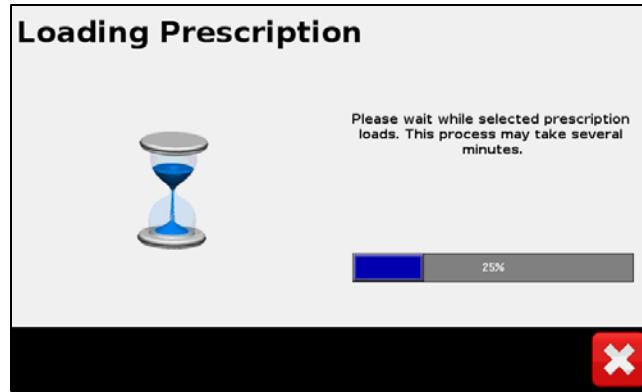 Loading Prescription
Please wait while selected prescription
loads. This process may take several
minutes.
25%